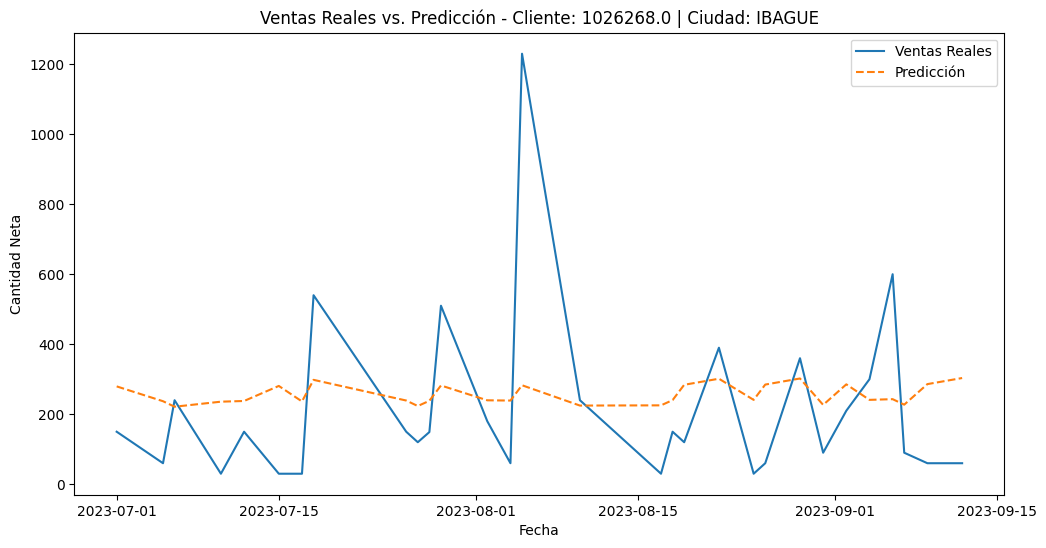 Ventas Reales vs. Predicción - Cliente: 1026268.0 | Ciudad: IBAGUE
Ventas Reales
Predicción
Cantidad Neta
1200
1000
800
600
400
200
0
2023-07-01
2023-07-15
2023-08-01
2023-08-15
2023-09-01
2023-09-15
Fecha